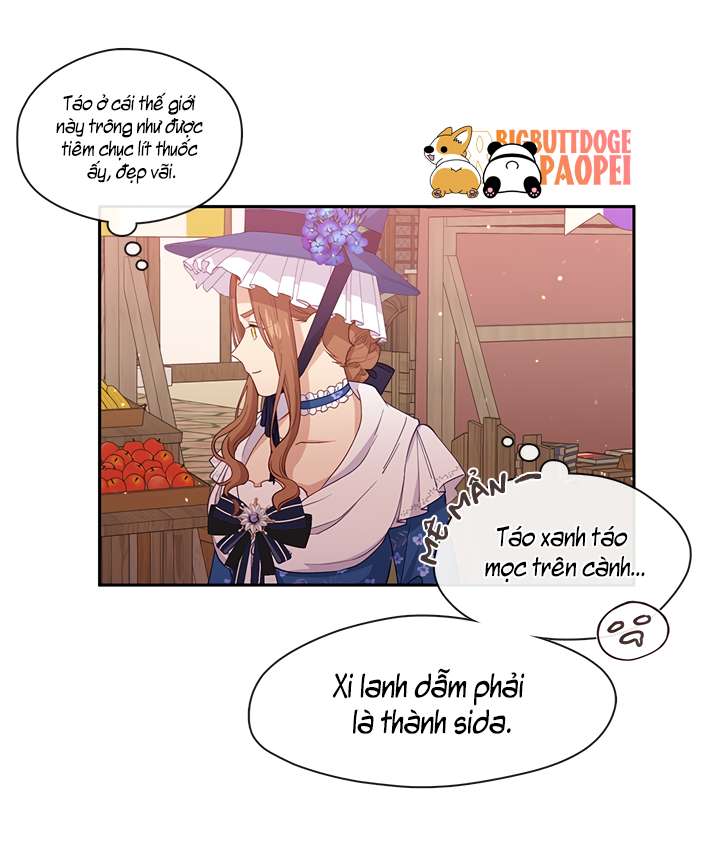 Táo ở cái thế giới
này trông như được
tiêm chục lít thuốc
ấy, đẹp vãi.
BIGBUTTDOGE
PAOPEI
MÊ MẨN
Táo xanh táo
mọc trên cành...
Xi lanh dẫm phải
là thành sida.